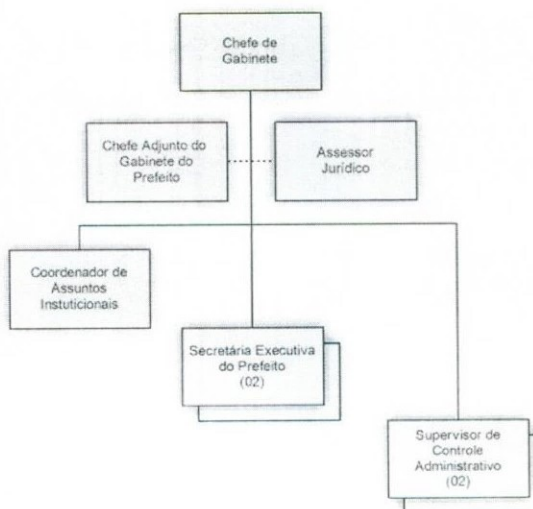 Chefe de
Gabinete
Chefe Adjunto do
Gabinete do
Prefeito
Assessor
Jurídico
Coordenador de
Assuntos
Instuticionais
Secretária Executiva
do Prefeito
(02)
Supervisor de
Controle
Administrativo
(02)